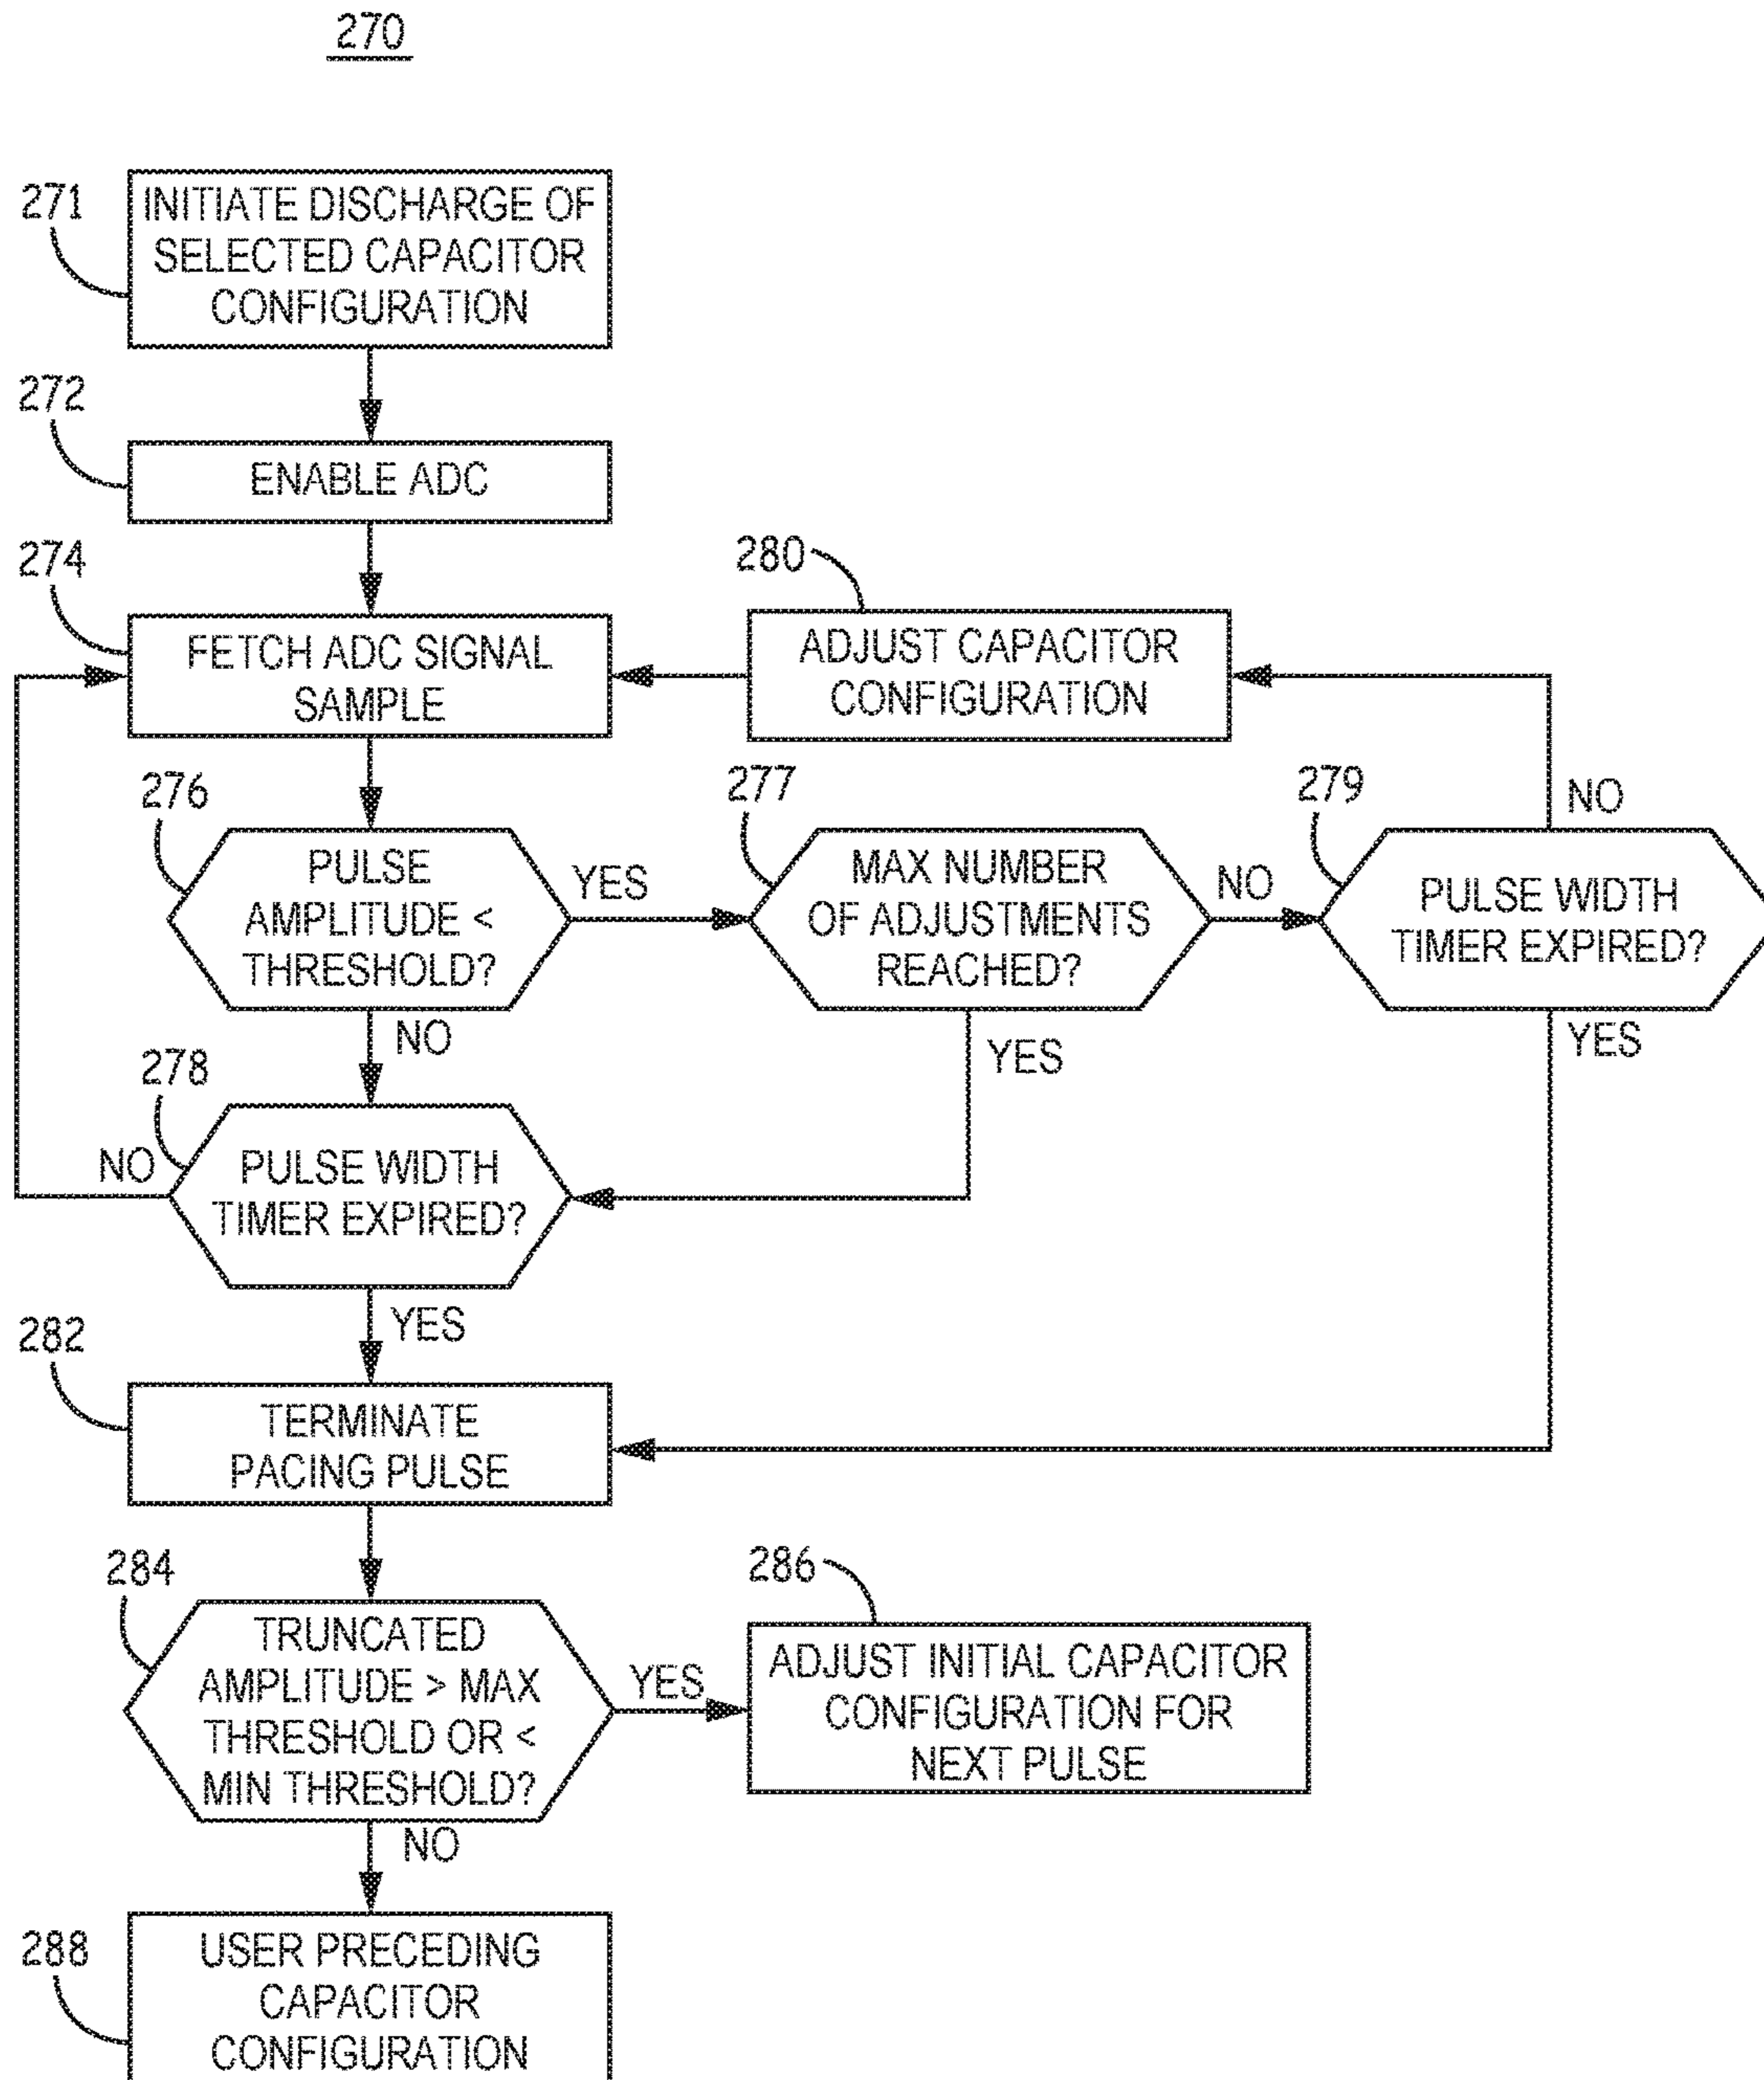 270
271
INITIATE DISCHARGE OF
SELECTED CAPACITOR
CONFIGURATION
272
ENABLE ADC
274
FETCH ADC SIGNAL
SAMPLE
280
ADJUST CAPACITOR
CONFIGURATION
276
PULSE
AMPLITUDE <
THRESHOLD?
YES
NO
277
MAX NUMBER
OF ADJUSTMENTS
REACHED?
NO
YES
279
PULSE WIDTH
TIMER EXPIRED?
NO
YES
278
PULSE WIDTH
TIMER EXPIRED?
NO
YES
282
TERMINATE
PACING PULSE
284
TRUNCATED
AMPLITUDE > MAX
THRESHOLD OR <
MIN THRESHOLD?
YES
NO
286
ADJUST INITIAL CAPACITOR
CONFIGURATION FOR
NEXT PULSE
288
USER PRECEDING
CAPACITOR
CONFIGURATION